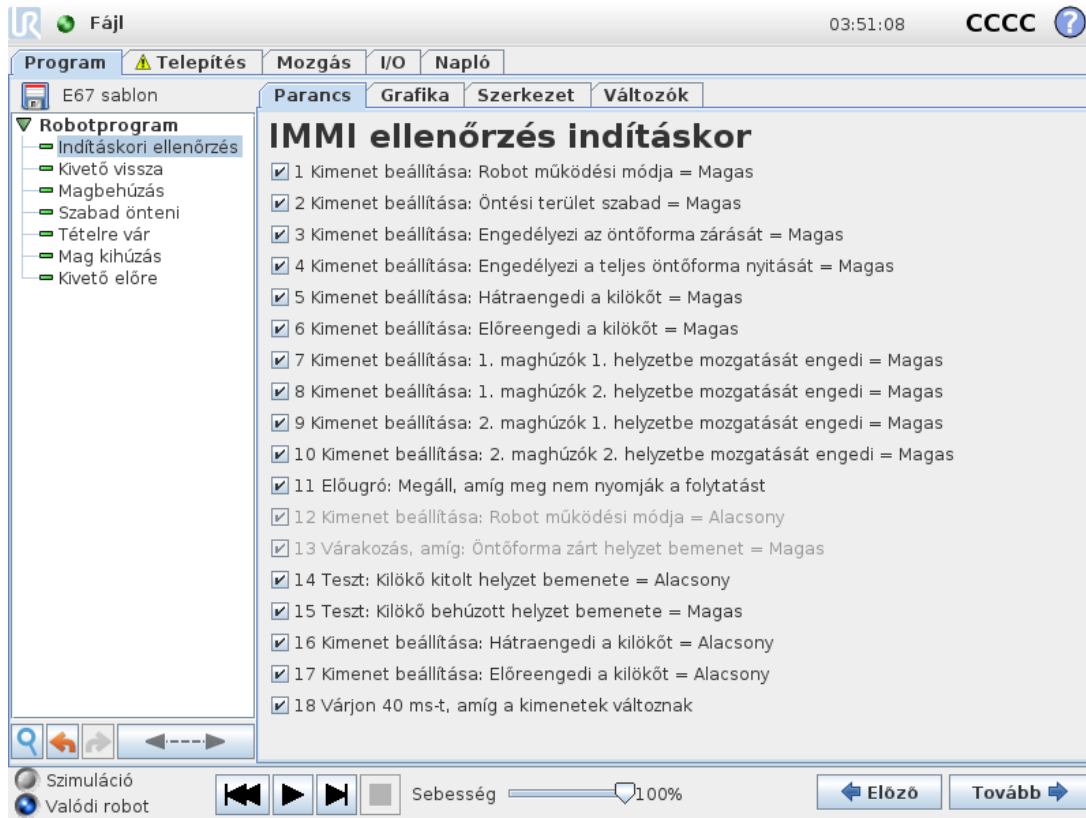 UR Fájl 03:51:08 CCCC ?
Program Telepítés Mozgás I/O Napló
E67 sablon
Parancs Grafika Szerkezet Változók
Robotprogram
Indításkori ellenőrzés
Kivető vissza
Magbehúzás
Szabad önteni
Tételre vár
Mag kihúzás
Kivető előre
IMMI ellenőrzés indításkor
1 Kimenet beállítása: Robot működési módja = Magas
2 Kimenet beállítása: Öntési terület szabad = Magas
3 Kimenet beállítása: Engedélyezi az öntőforma zárását = Magas
4 Kimenet beállítása: Engedélyezi a teljes öntőforma nyitását = Magas
5 Kimenet beállítása: Hátraengedi a kilökőt = Magas
6 Kimenet beállítása: Előreengedi a kilökőt = Magas
7 Kimenet beállítása: 1. maghúzók 1. helyzetbe mozgatását engedi = Magas
8 Kimenet beállítása: 1. maghúzók 2. helyzetbe mozgatását engedi = Magas
9 Kimenet beállítása: 2. maghúzók 1. helyzetbe mozgatását engedi = Magas
10 Kimenet beállítása: 2. maghúzók 2. helyzetbe mozgatását engedi = Magas
11 Előugró: Megáll, amíg meg nem nyomják a folytatást
12 Kimenet beállítása: Robot működési módja = Alacsony
13 Várakozás, amíg: Öntőforma zárt helyzet bemenet = Magas
14 Teszt: Kilökő kitolt helyzet bemenete = Alacsony
15 Teszt: Kilökő behúzott helyzet bemenete = Magas
16 Kimenet beállítása: Hátraengedi a kilökőt = Alacsony
17 Kimenet beállítása: Előreengedi a kilökőt = Alacsony
18 Várjon 40 ms-t, amíg a kimenetek változnak
Szimuláció
Valódi robot
Sebesség 100%
Előző Tovább